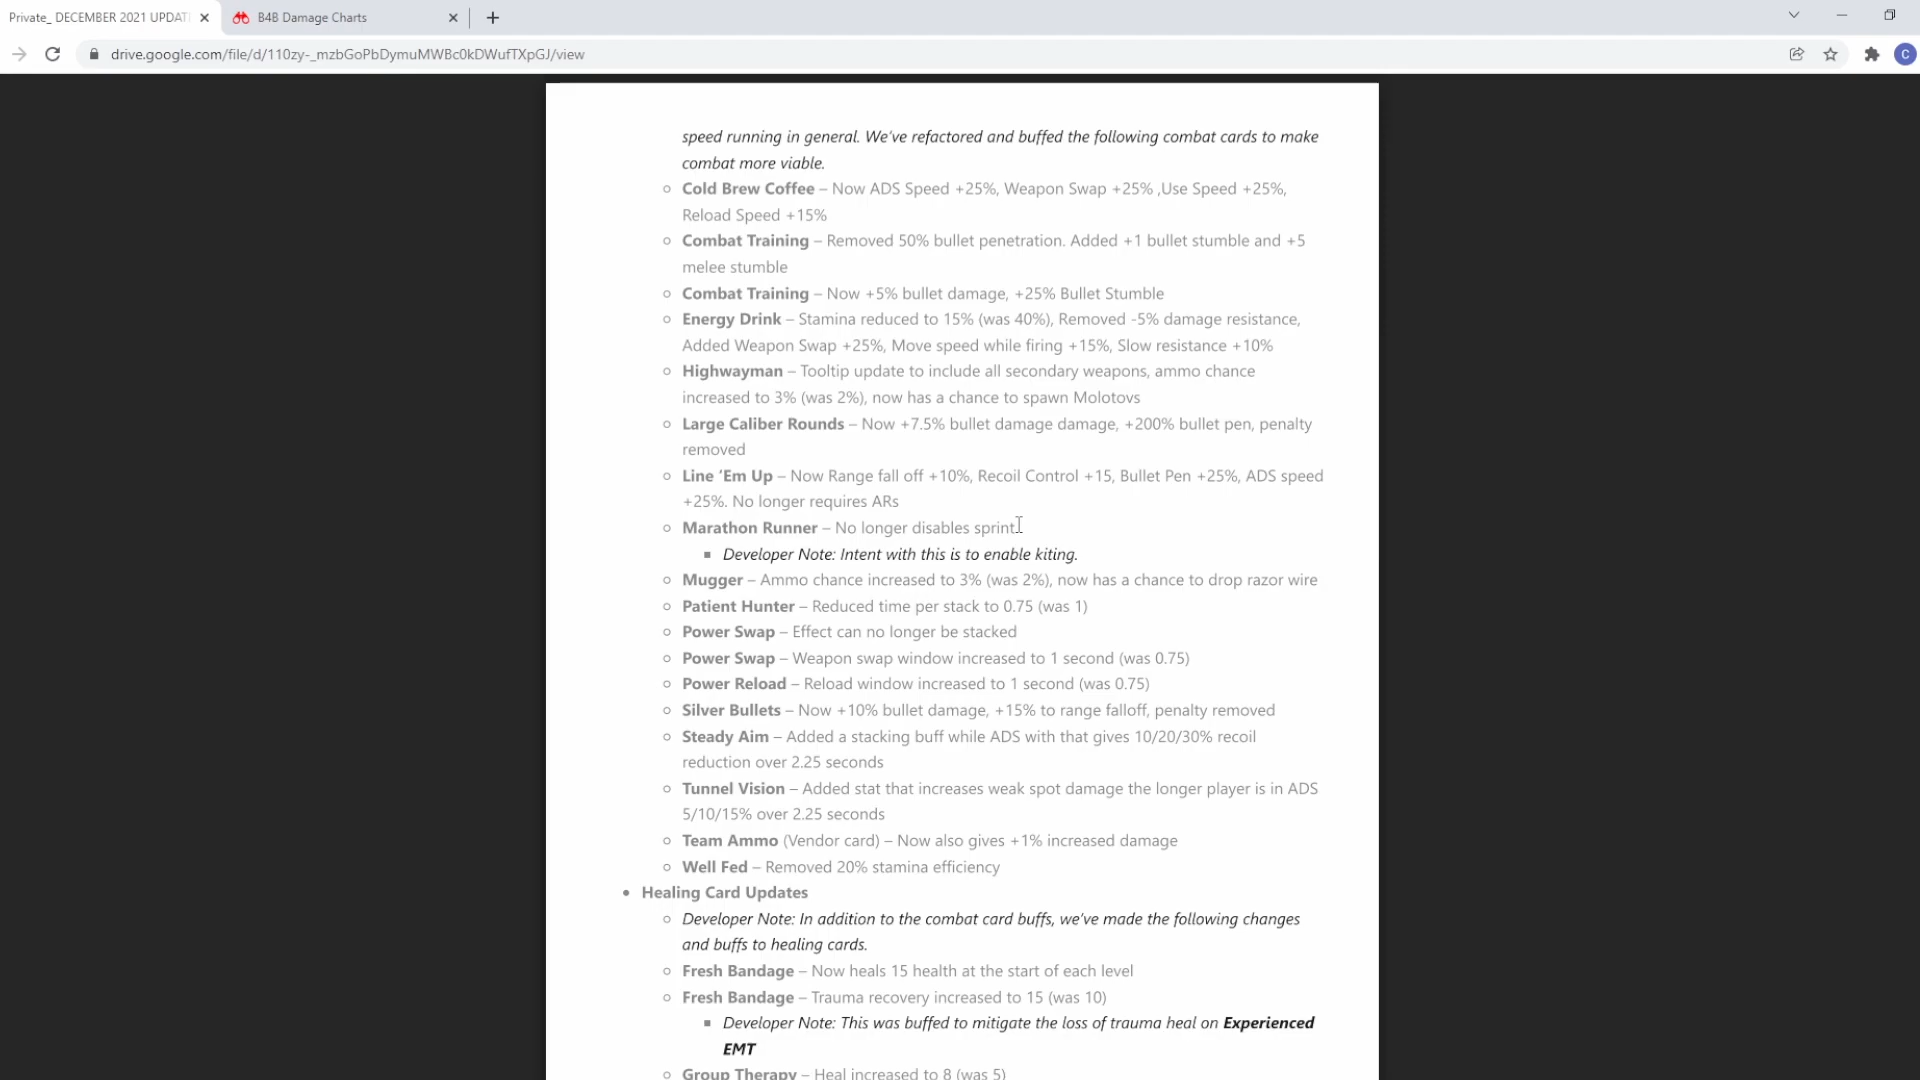 Private_ DECEMBER 2021 UPDAT
B4B Damage Charts
drive.google.com/file/d/110zy-_mzbGoPbDymuMWBc0kDWufTXpGJ/view
C
speed running in general. We've refactored and buffed the following combat cards to make
combat more viable.
Cold Brew Coffee – Now ADS Speed +25%, Weapon Swap +25% ,Use Speed +25%,
Reload Speed +15%
Combat Training – Removed 50% bullet penetration. Added +1 bullet stumble and +5
melee stumble
Combat Training – Now +5% bullet damage, +25% Bullet Stumble
Energy Drink – Stamina reduced to 15% (was 40%), Removed -5% damage resistance,
Added Weapon Swap +25%, Move speed while firing +15%, Slow resistance +10%
Highwayman – Tooltip update to include all secondary weapons, ammo chance
increased to 3% (was 2%), now has a chance to spawn Molotovs
Large Caliber Rounds – Now +7.5% bullet damage damage, +200% bullet pen, penalty
removed
Line 'Em Up – Now Range fall off +10%, Recoil Control +15, Bullet Pen +25%, ADS speed
+25%. No longer requires ARs
Marathon Runner – No longer disables sprint.
Developer Note: Intent with this is to enable kiting.
Mugger – Ammo chance increased to 3% (was 2%), now has a chance to drop razor wire
Patient Hunter – Reduced time per stack to 0.75 (was 1)
Power Swap – Effect can no longer be stacked
Power Swap – Weapon swap window increased to 1 second (was 0.75)
Power Reload – Reload window increased to 1 second (was 0.75)
Silver Bullets – Now +10% bullet damage, +15% to range falloff, penalty removed
Steady Aim – Added a stacking buff while ADS with that gives 10/20/30% recoil
reduction over 2.25 seconds
Tunnel Vision – Added stat that increases weak spot damage the longer player is in ADS
5/10/15% over 2.25 seconds
Team Ammo (Vendor card) – Now also gives +1% increased damage
Well Fed – Removed 20% stamina efficiency
Healing Card Updates
Developer Note: In addition to the combat card buffs, we've made the following changes
and buffs to healing cards.
Fresh Bandage – Now heals 15 health at the start of each level
Fresh Bandage – Trauma recovery increased to 15 (was 10)
Developer Note: This was buffed to mitigate the loss of trauma heal on Experienced
EMT
Group Therapy – Heal increased to 8 (was 5)